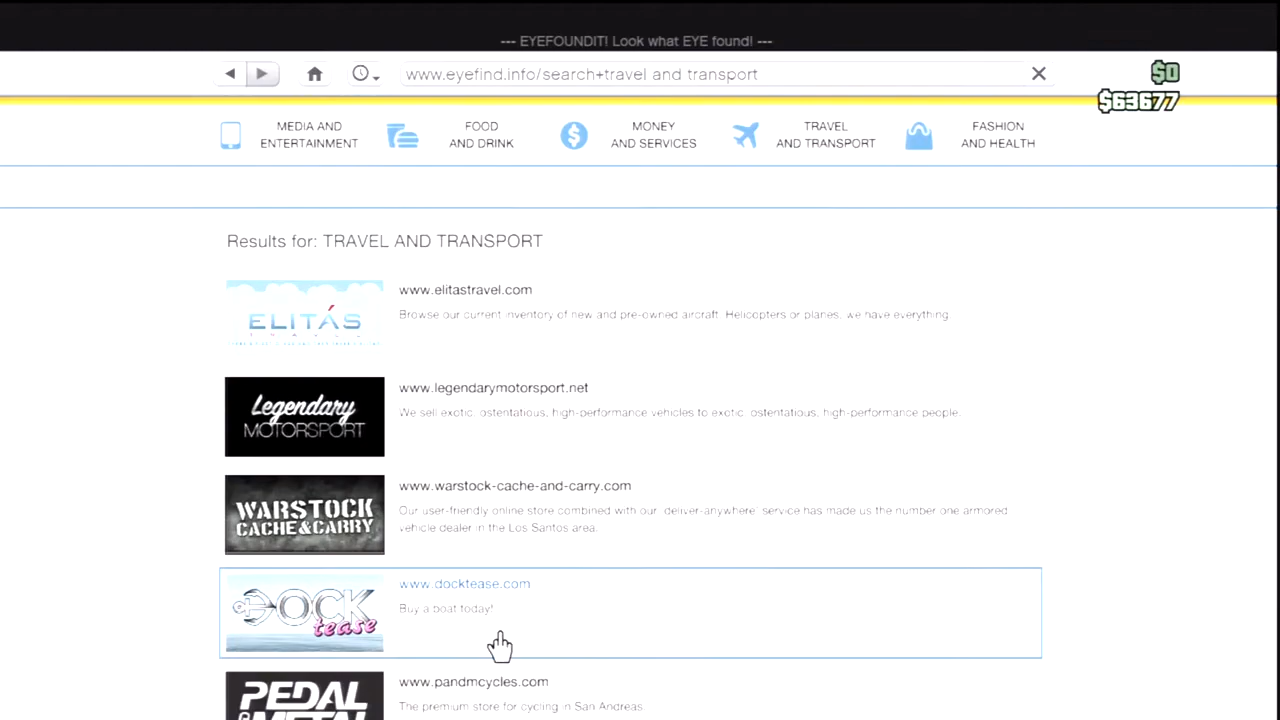 --- EYEFOUNDIT! Look what EYE found! ---
www.eyefind.info/search+travel and transport
$0
$63677
MEDIA AND
ENTERTAINMENT
FOOD
AND DRINK
MONEY
AND SERVICES
TRAVEL
AND TRANSPORT
FASHION
AND HEALTH
Results for: TRAVEL AND TRANSPORT
ELITÁS
www.elitastravel.com
Browse our current inventory of new and pre-owned aircraft. Helicopters or planes, we have everything.
Legendary
MOTORSPORT
www.legendarymotorsport.net
We sell exotic, ostentatious, high-performance vehicles to exotic, ostentatious, high-performance people.
WARSTOCK
CACHE&CARRY
www.warstock-cache-and-carry.com
Our user-friendly online store combined with our 'deliver-anywhere' service has made us the number one armored
vehicle dealer in the Los Santos area.
DOCK
tease
www.docktease.com
Buy a boat today!
PEDAL
METAL
www.pandmcycles.com
The premium store for cycling in San Andreas.